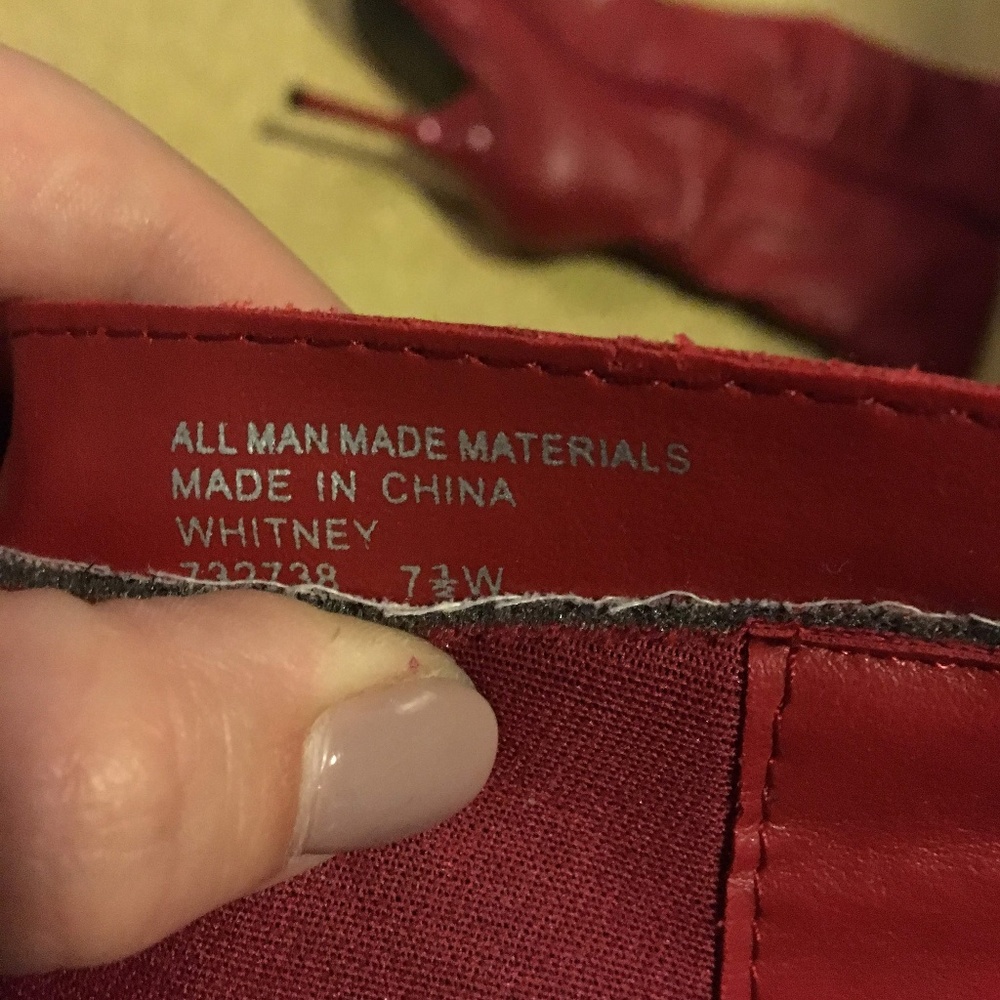 ALL MAN MADE MATERIALS
MADE IN CHINA
WHITNEY
732738 7½W